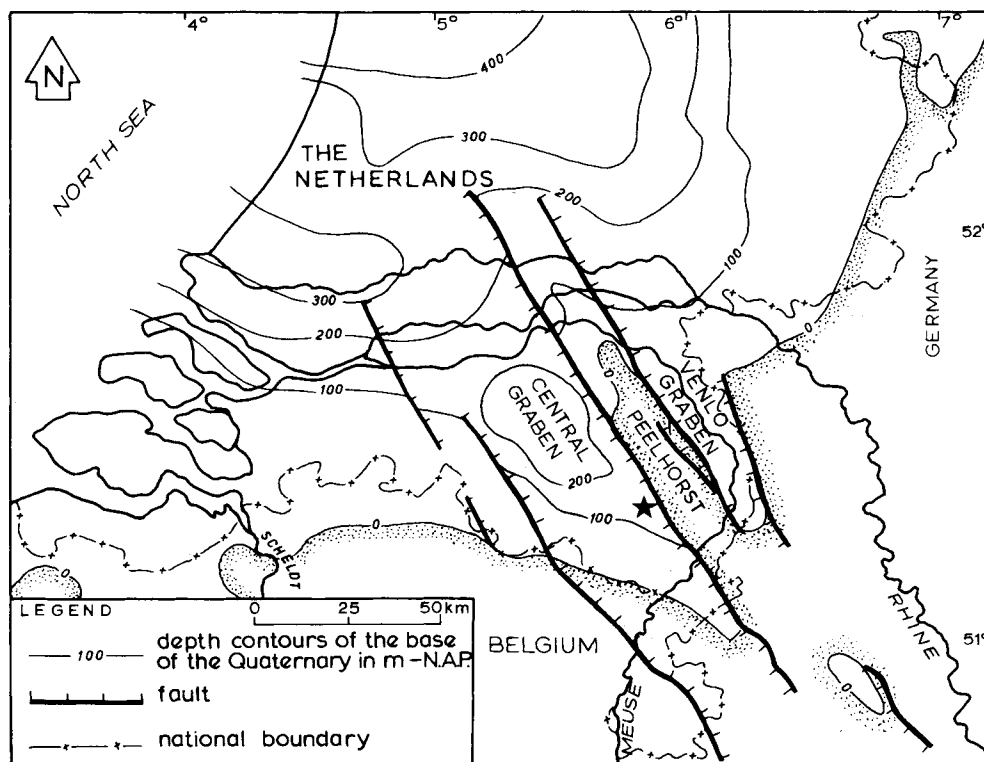 4°
5°
6°
7°
N
NORTH SEA
400
300
THE
NETHERLANDS
200
52°
100
300
200
100
0
GERMANY
0
VENLO
GRABEN
CENTRAL
GRABEN
PEELHORST
200
100
0
SCHELDT
0
LEGEND
0 25 50km
100
depth contours of the base
of the Quaternary in m-N.A.P.
fault
national boundary
BELGIUM
MEUSE
RHINE
51°
0